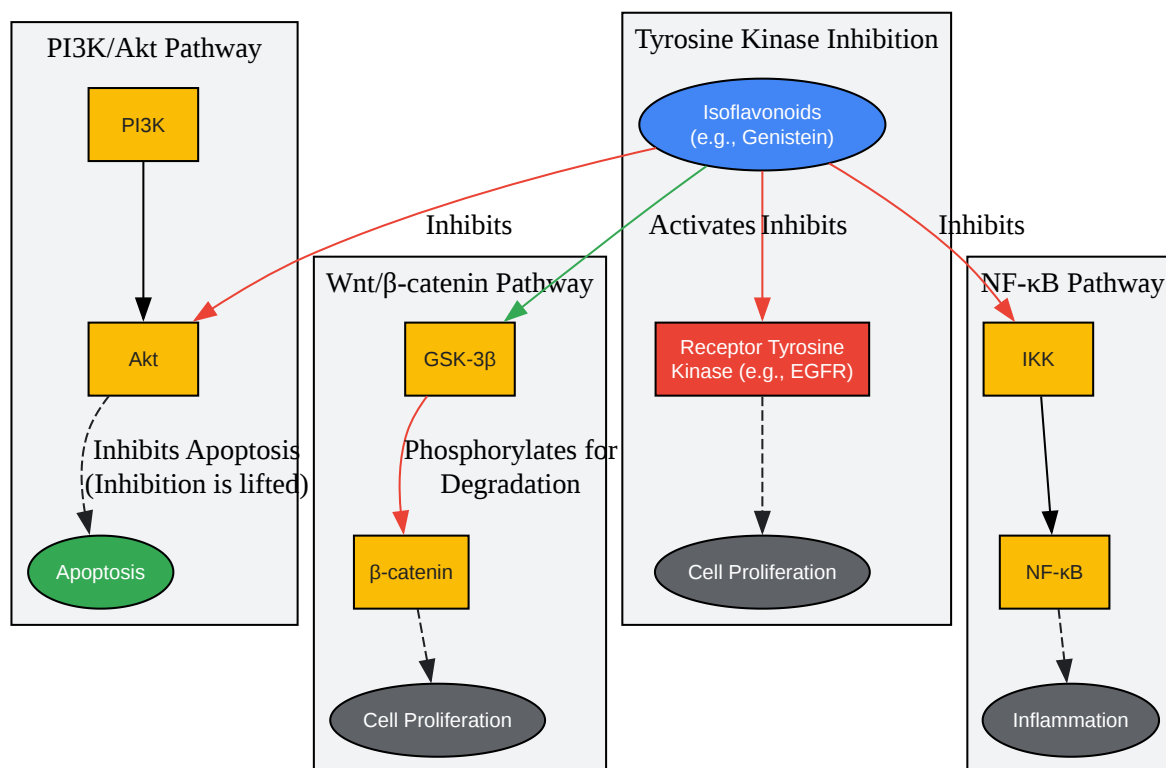 PI3K/Akt Pathway
Tyrosine Kinase Inhibition
PI3K
Isoflavonoids
(e.g., Genistein)
Inhibits
Activates
Inhibits
Inhibits
Wnt/β-catenin Pathway
NF-κB Pathway
Akt
GSK-3β
Receptor Tyrosine
Kinase (e.g., EGFR)
IKK
Inhibits Apoptosis
(Inhibition is lifted)
Phosphorylates for
Degradation
Apoptosis
β-catenin
Cell Proliferation
NF-κB
Cell Proliferation
Inflammation